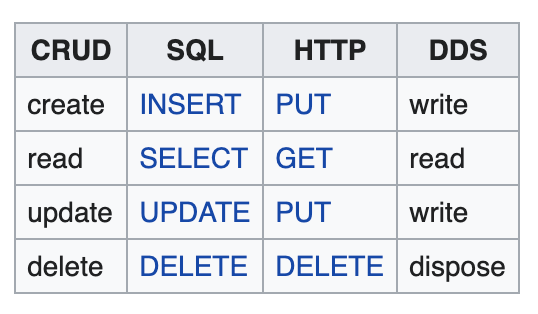 CRUD SQL HTTP DDS
create INSERT PUT write
read SELECT GET read
update UPDATE PUT write
delete DELETE DELETE dispose